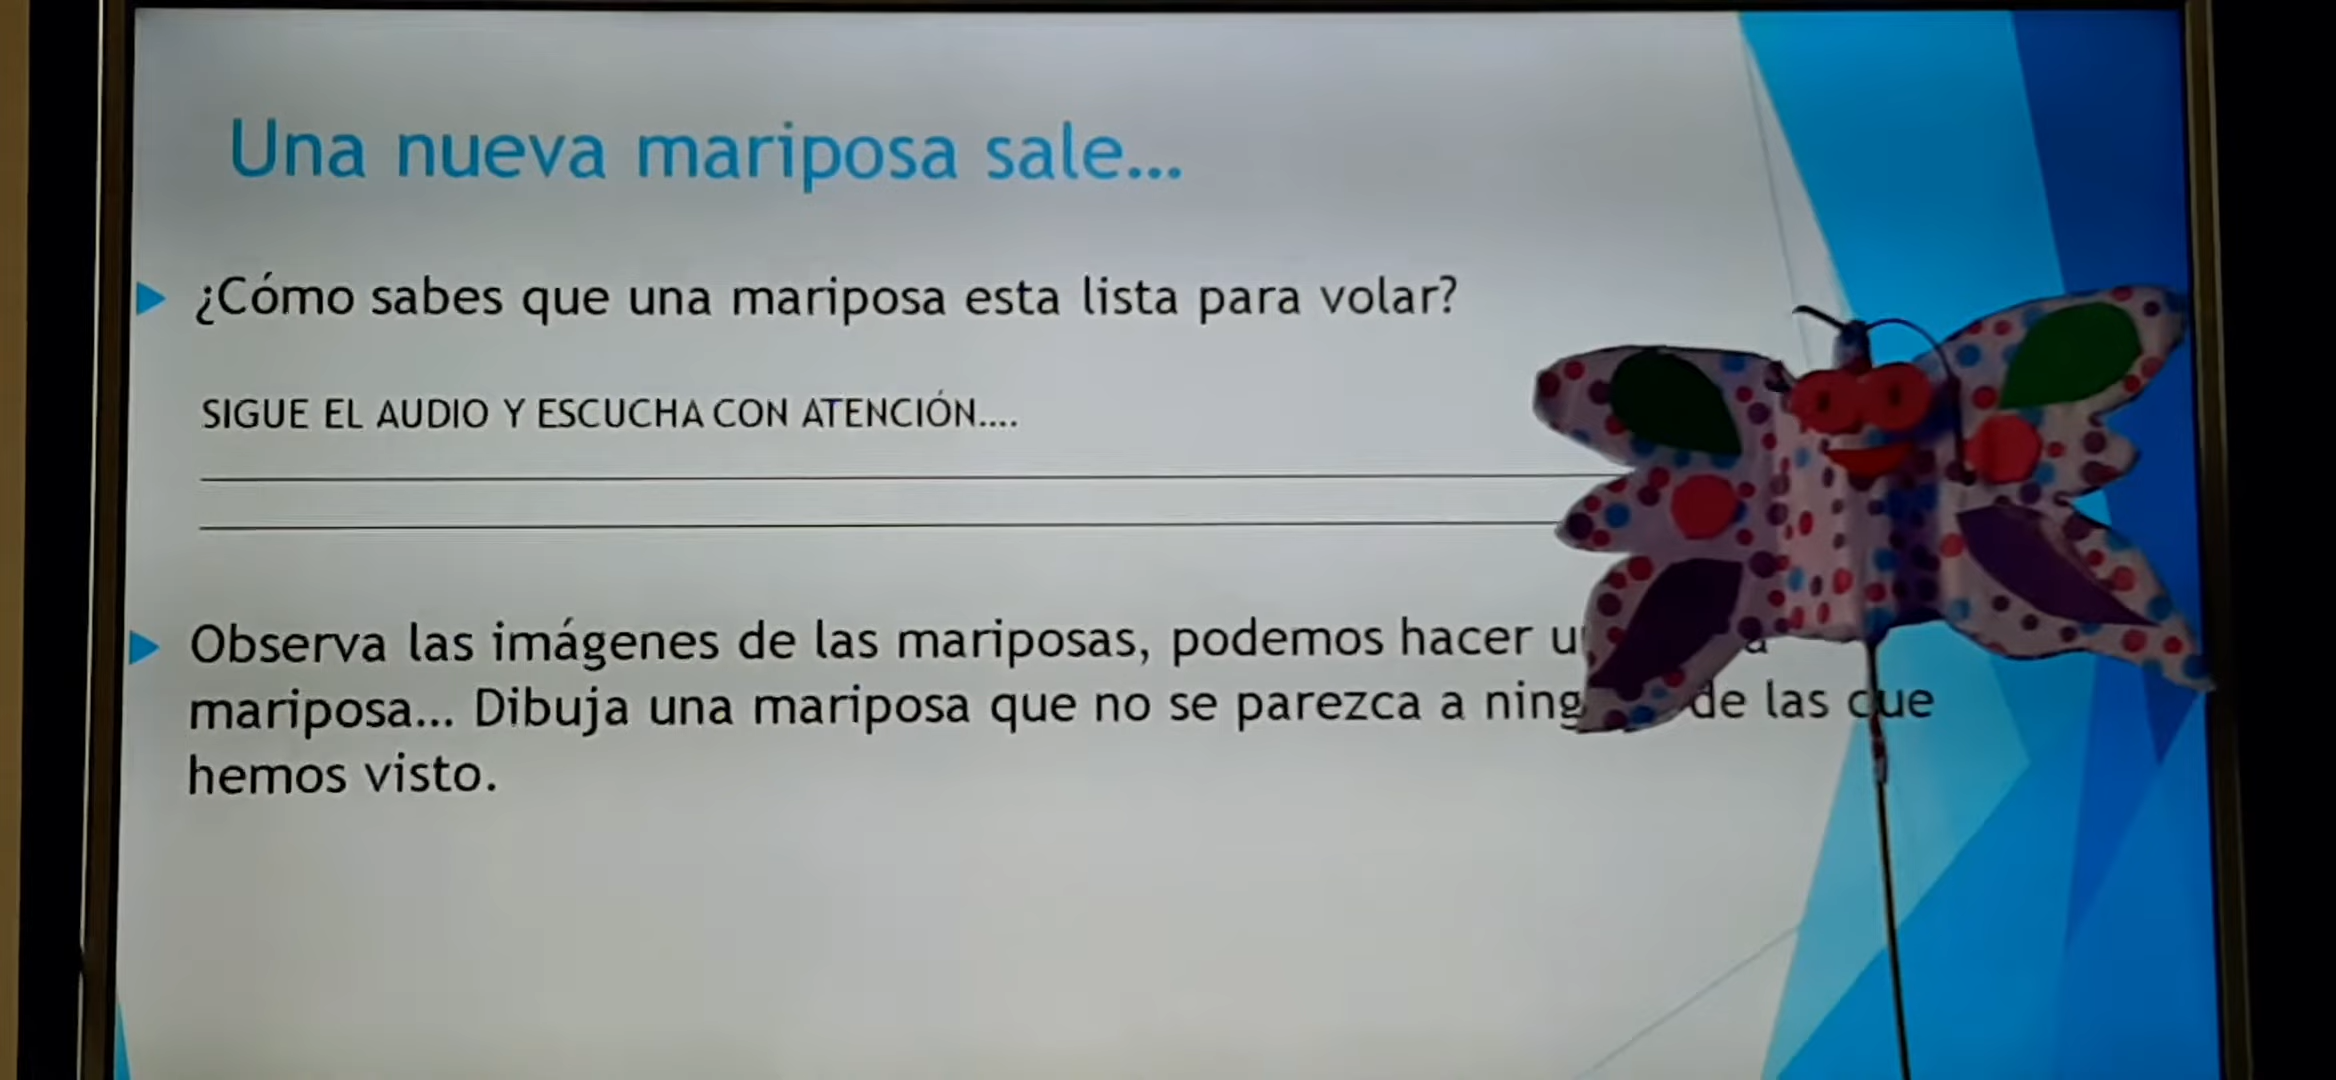 Una nueva mariposa sale...
¿Cómo sabes que una mariposa esta lista para volar?
SIGUE EL AUDIO Y ESCUCHA CON ATENCIÓN....
Observa las imágenes de las mariposas, podemos hacer
mariposa... Dibuja una mariposa que no se parezca a de las que
hemos visto.